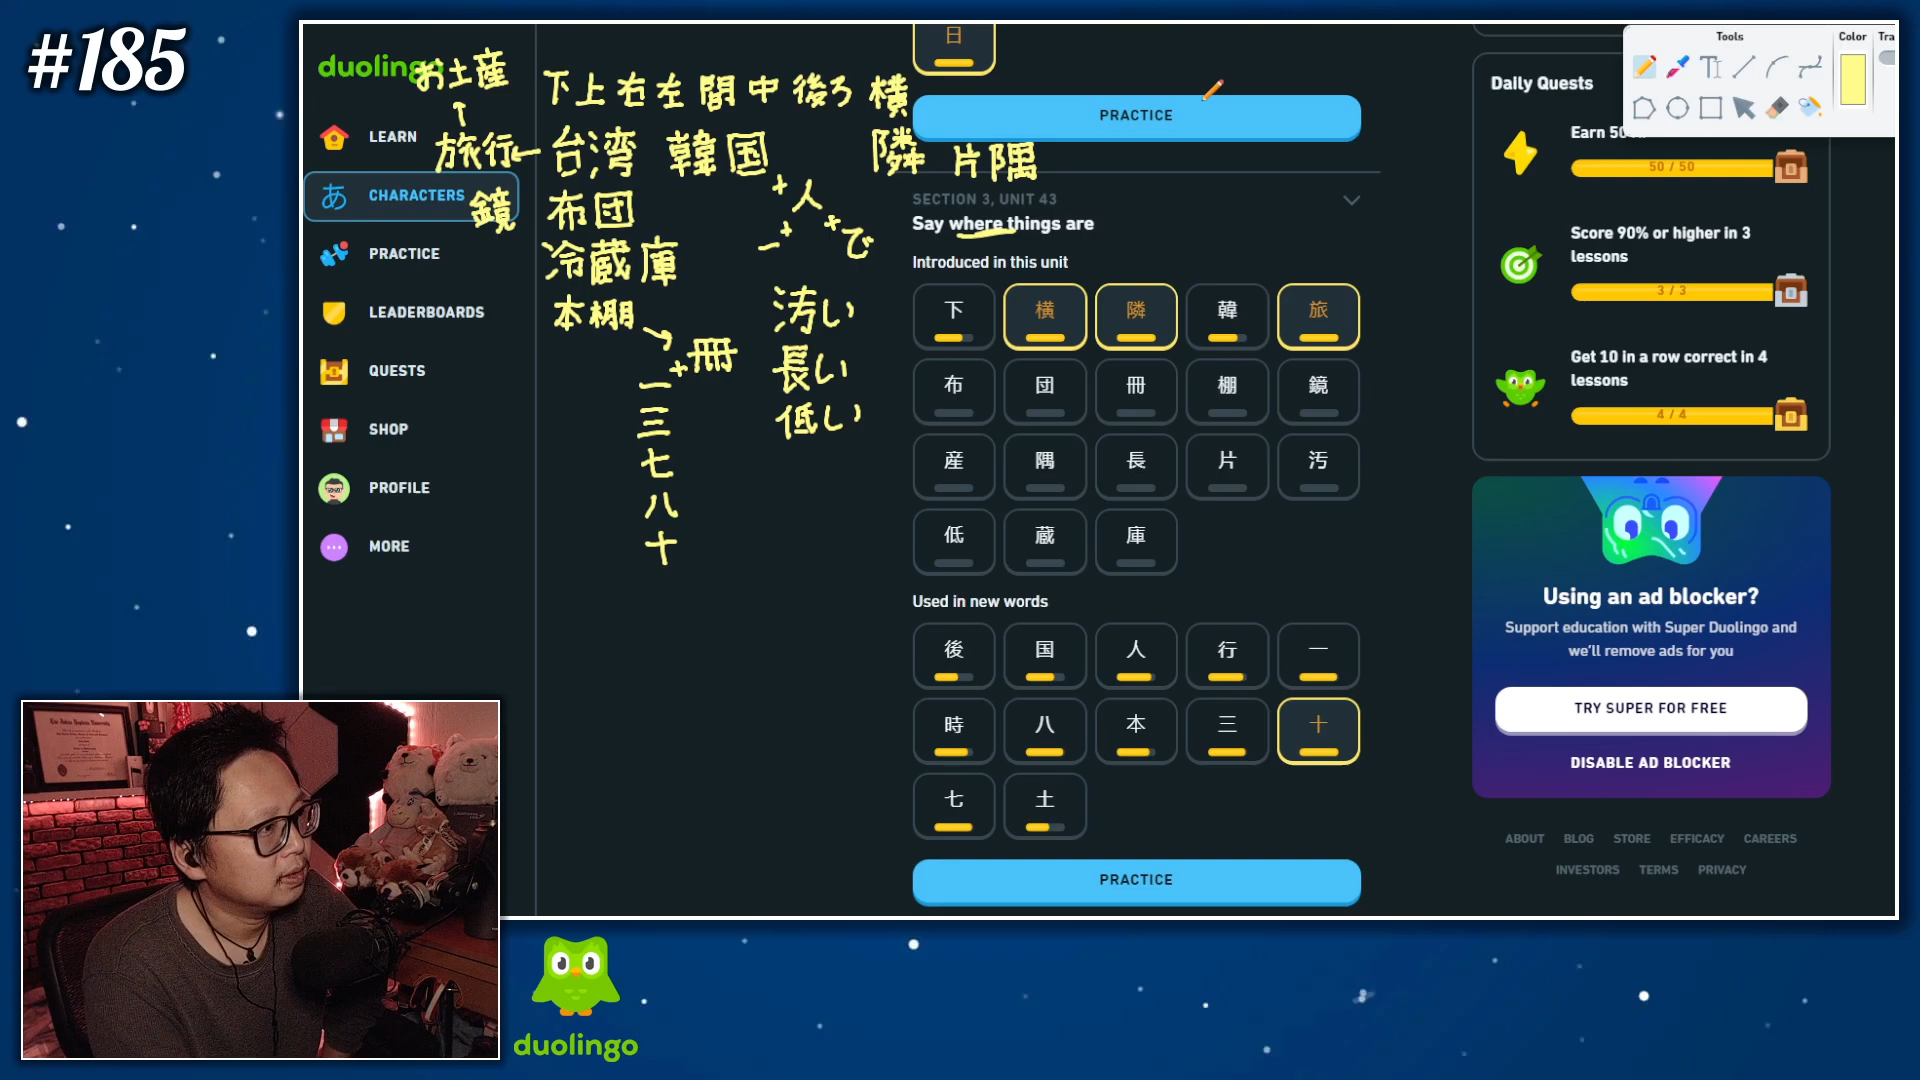 #185
duolingo
お土産
↑
旅行←
鏡
下上右左間中後ろ横
台湾 韓国
隣 片隅
布団
冷蔵庫
本棚
→
+冊
一
三
七
八
十
+人
一+
+で
汚い
長い
低い
LEARN
あ CHARACTERS
PRACTICE
LEADERBOARDS
QUESTS
SHOP
PROFILE
MORE
日
PRACTICE
SECTION 3, UNIT 43
Say where things are
Introduced in this unit
下 横 隣 韓 旅
布 団 冊 棚 鏡
産 隅 長 片 汚
低 蔵 庫
Used in new words
後 国 人 行 一
時 八 本 三 十
七 土
PRACTICE
Tools
Color
Tra
Daily Quests
Earn 50
50 / 50
Score 90% or higher in 3
lessons
3 / 3
Get 10 in a row correct in 4
lessons
4 / 4
Using an ad blocker?
Support education with Super Duolingo and
we'll remove ads for you
TRY SUPER FOR FREE
DISABLE AD BLOCKER
ABOUT BLOG STORE EFFICACY CAREERS
INVESTORS TERMS PRIVACY
duolingo